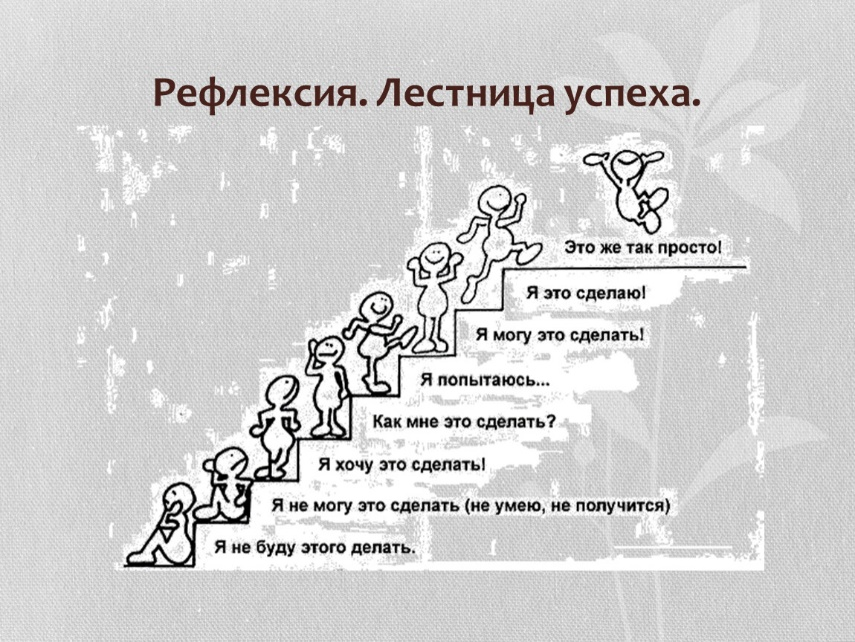 Рефлексия. Лестница успеха.
Это же так просто!
Я это сделаю!
Я могу это сделать!
Я попытаюсь...
Как мне это сделать?
Я хочу это сделать!
Я не могу это сделать (не умею, не получится)
Я не буду этого делать.